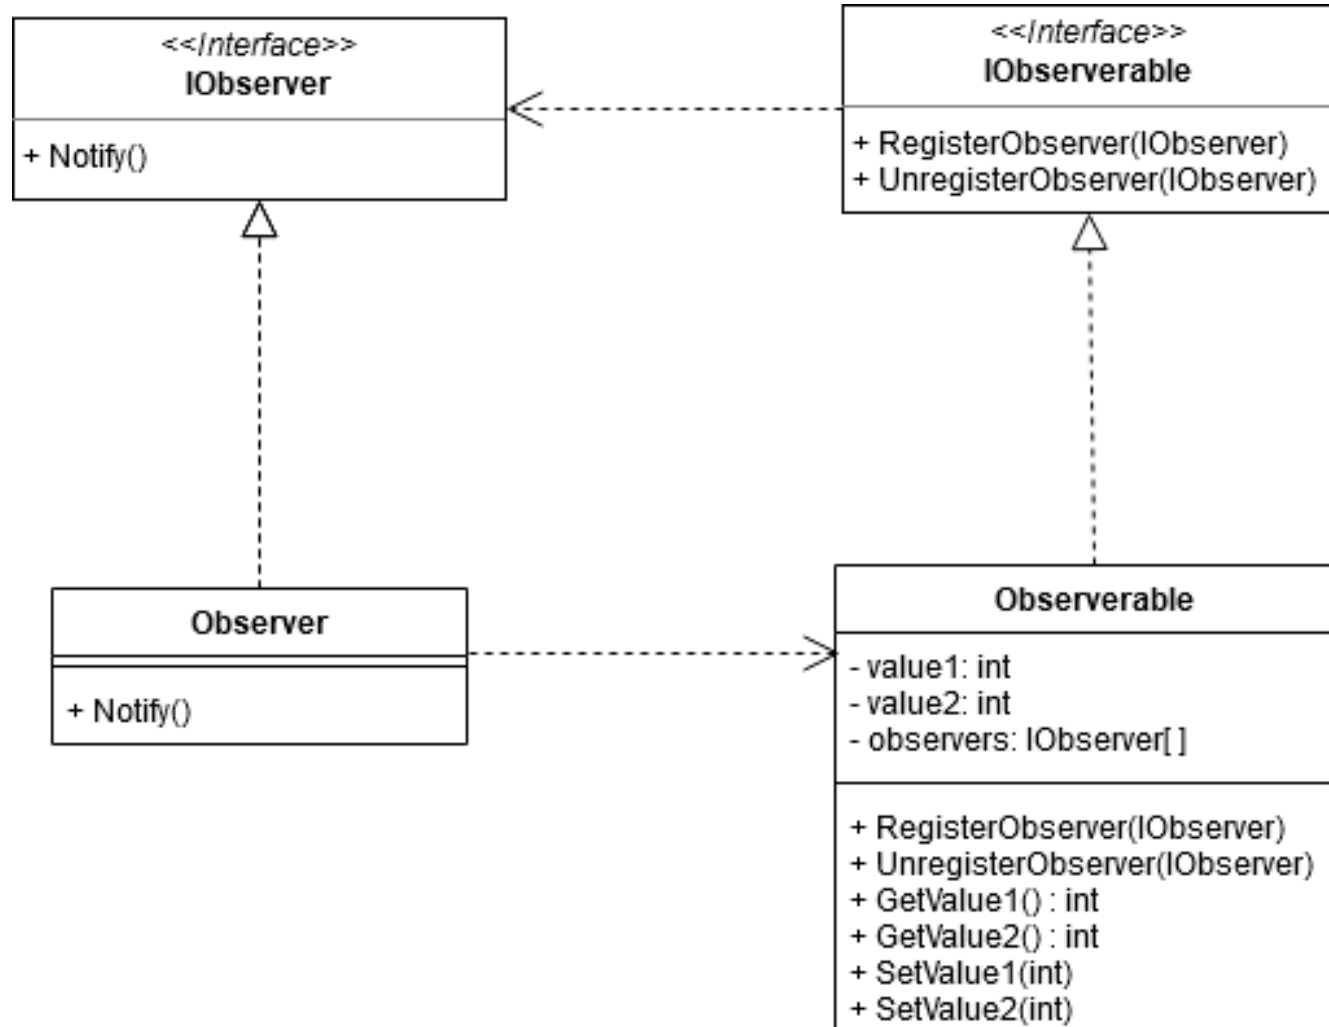 <<Interface>>
IObserver
+ Notify()
<<Interface>>
IObserverable
+ RegisterObserver(IObserver)
+ UnregisterObserver(IObserver)
Observer
+ Notify()
Observerable
- value1: int
- value2: int
- observers: IObserver[ ]
+ RegisterObserver(IObserver)
+ UnregisterObserver(IObserver)
+ GetValue1() : int
+ GetValue2() : int
+ SetValue1(int)
+ SetValue2(int)